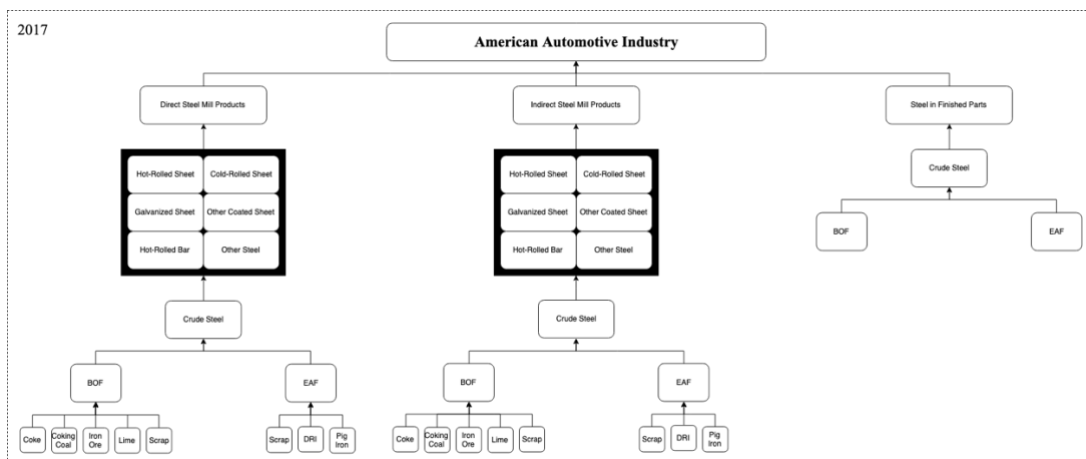 2017
American Automotive Industry
Direct Steel Mill Products
Indirect Steel Mill Products
Steel in Finished Parts
Hot-Rolled Sheet
Cold-Rolled Sheet
Galvanized Sheet
Other Coated Sheet
Hot-Rolled Bar
Other Steel
Hot-Rolled Sheet
Cold-Rolled Sheet
Galvanized Sheet
Other Coated Sheet
Hot-Rolled Bar
Other Steel
Crude Steel
BOF
EAF
Crude Steel
Crude Steel
BOF
EAF
BOF
EAF
Coke
Coking
Coal
Iron
Ore
Lime
Scrap
Scrap
DRI
Pig
Iron
Coke
Coking
Coal
Iron
Ore
Lime
Scrap
Scrap
DRI
Pig
Iron